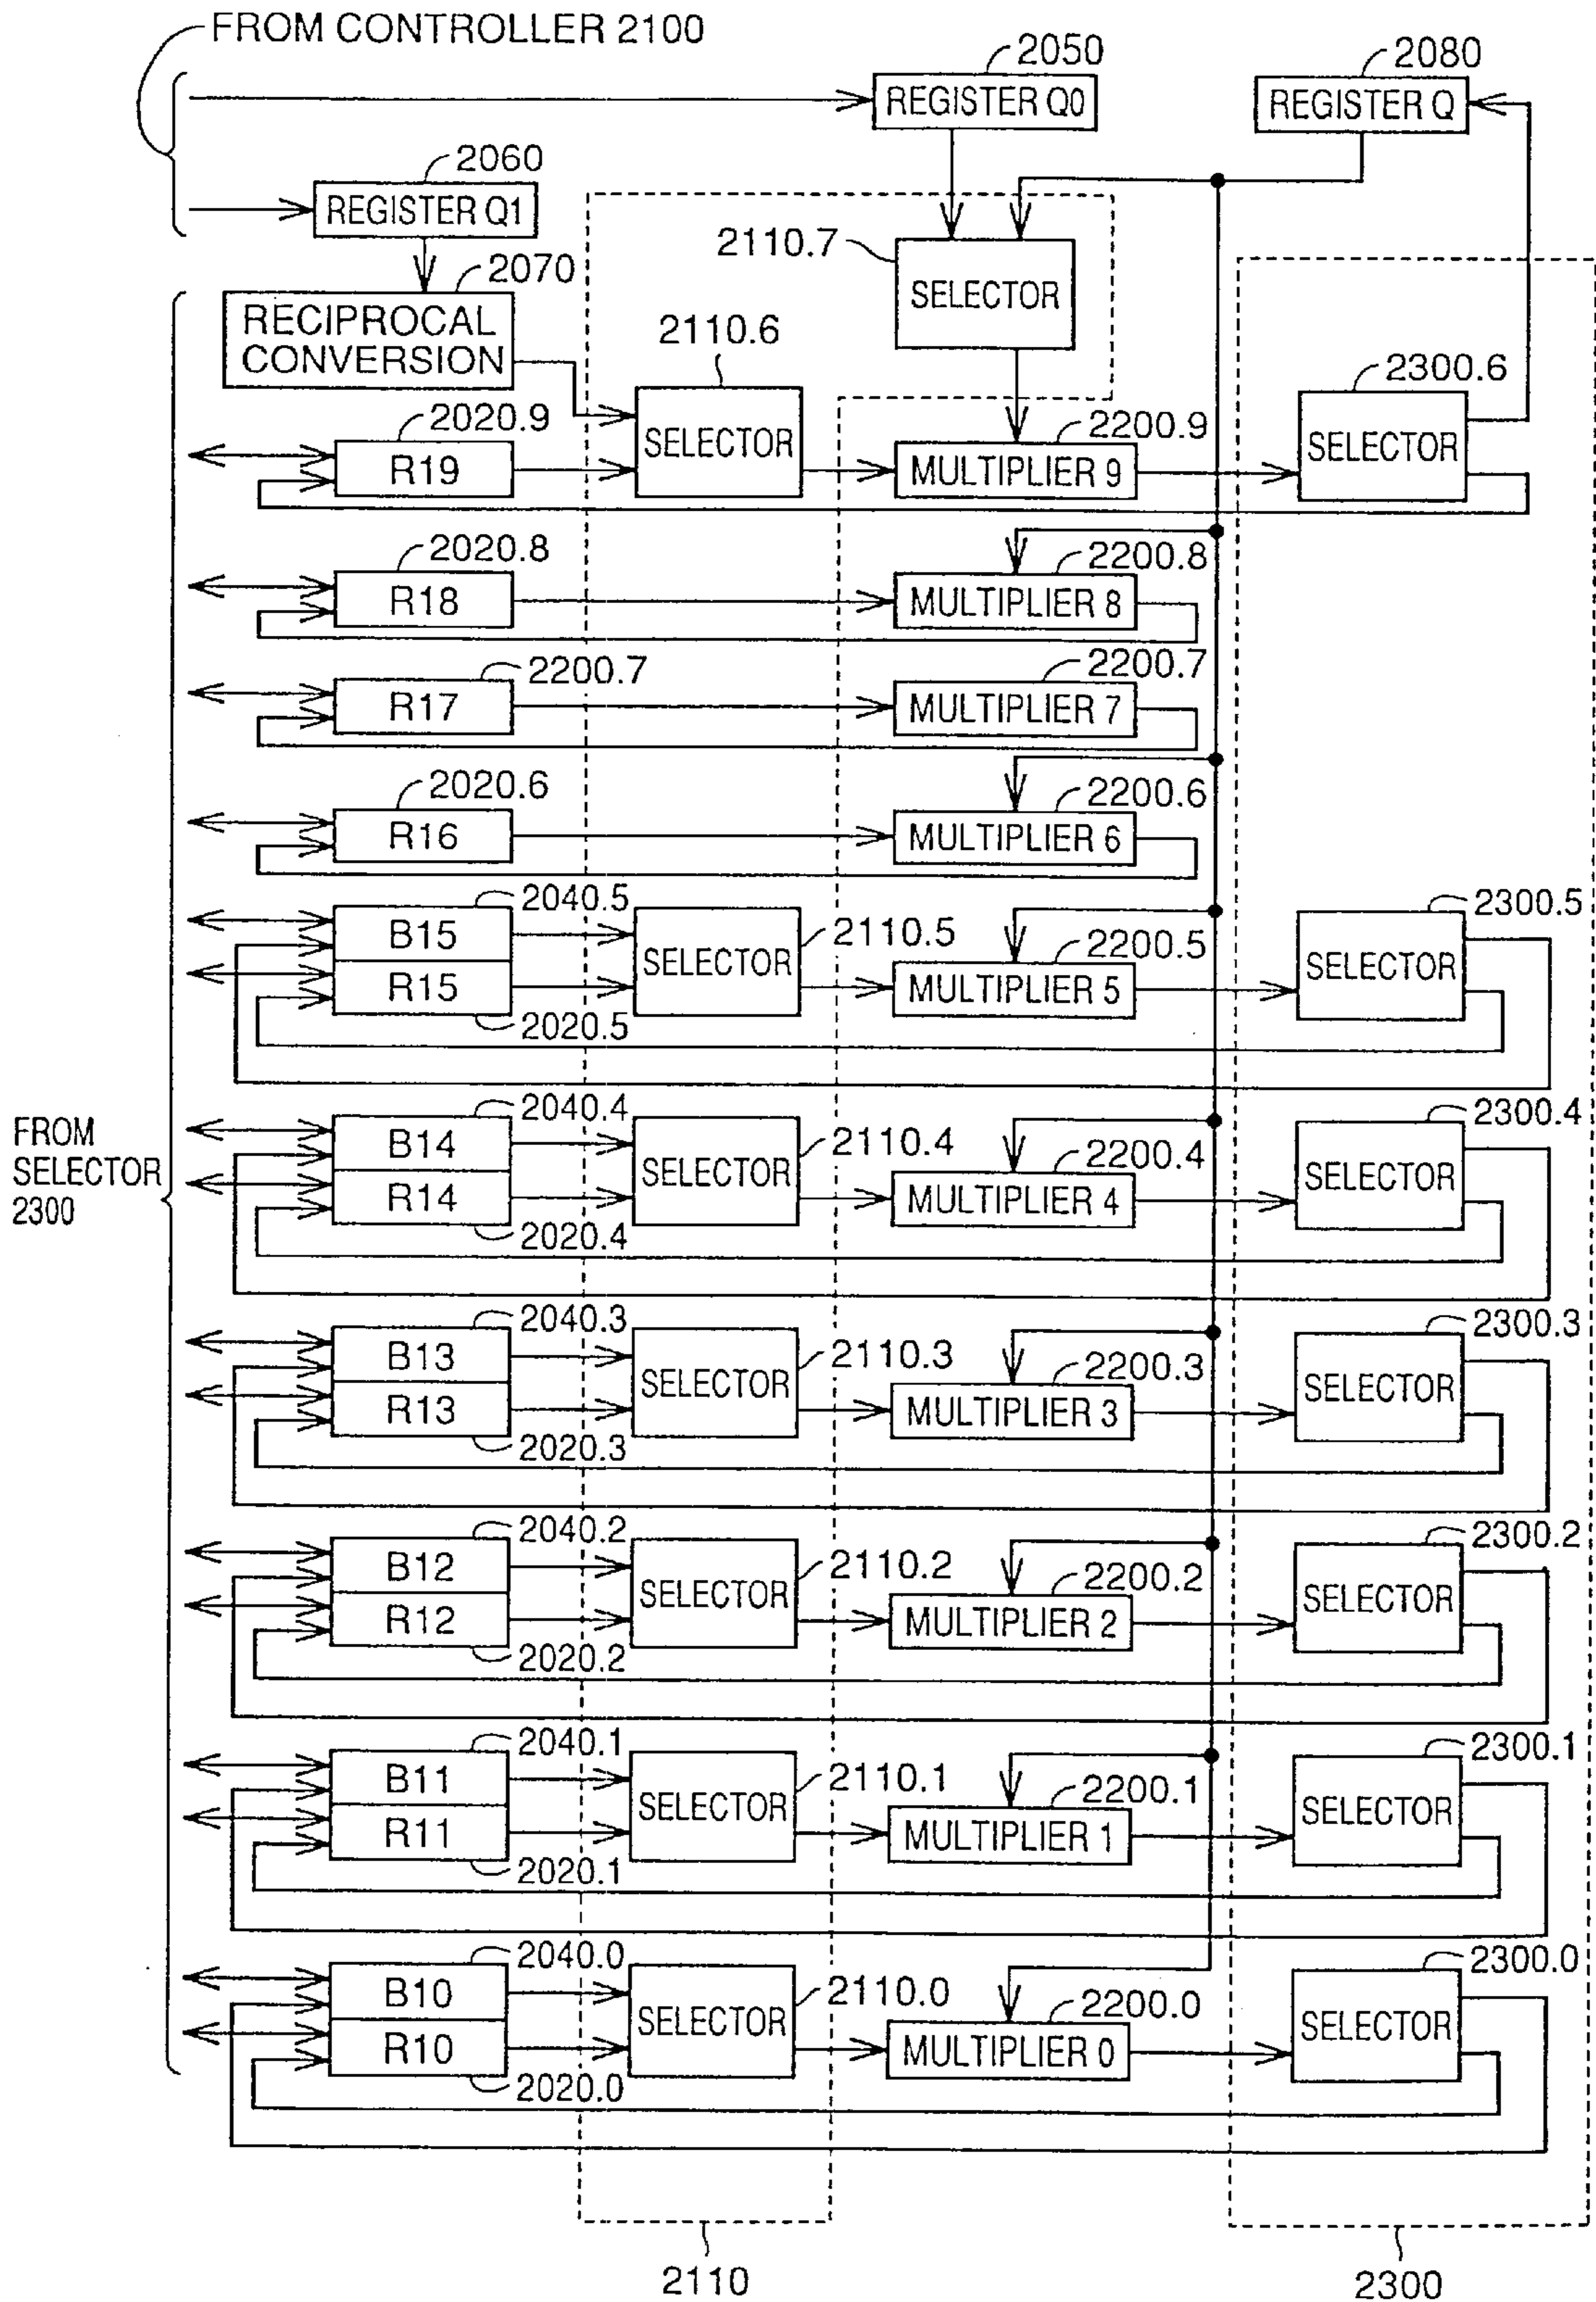 FROM CONTROLLER 2100
2050
2080
REGISTER Q0
REGISTER Q
2060
REGISTER Q1
2110.7
SELECTOR
2070
RECIPROCAL
CONVERSION
2110.6
2300.6
SELECTOR
SELECTOR
2020.9
2200.9
R19
MULTIPLIER 9
2020.8
2200.8
R18
MULTIPLIER 8
2200.7
2200.7
R17
MULTIPLIER 7
2020.6
2200.6
R16
MULTIPLIER 6
2040.5
2300.5
B15
2110.5
SELECTOR
2200.5
SELECTOR
R15
MULTIPLIER 5
2020.5
2040.4
2300.4
B14
2110.4
SELECTOR
2200.4
SELECTOR
R14
MULTIPLIER 4
2020.4
FROM
SELECTOR
2300
2040.3
2300.3
B13
2110.3
SELECTOR
2200.3
SELECTOR
R13
MULTIPLIER 3
2020.3
2040.2
2300.2
B12
2110.2
SELECTOR
2200.2
SELECTOR
R12
MULTIPLIER 2
2020.2
2040.1
2300.1
B11
2110.1
SELECTOR
2200.1
SELECTOR
R11
MULTIPLIER 1
2020.1
2040.0
2300.0
B10
2110.0
SELECTOR
2200.0
SELECTOR
R10
MULTIPLIER 0
2020.0
2110
2300